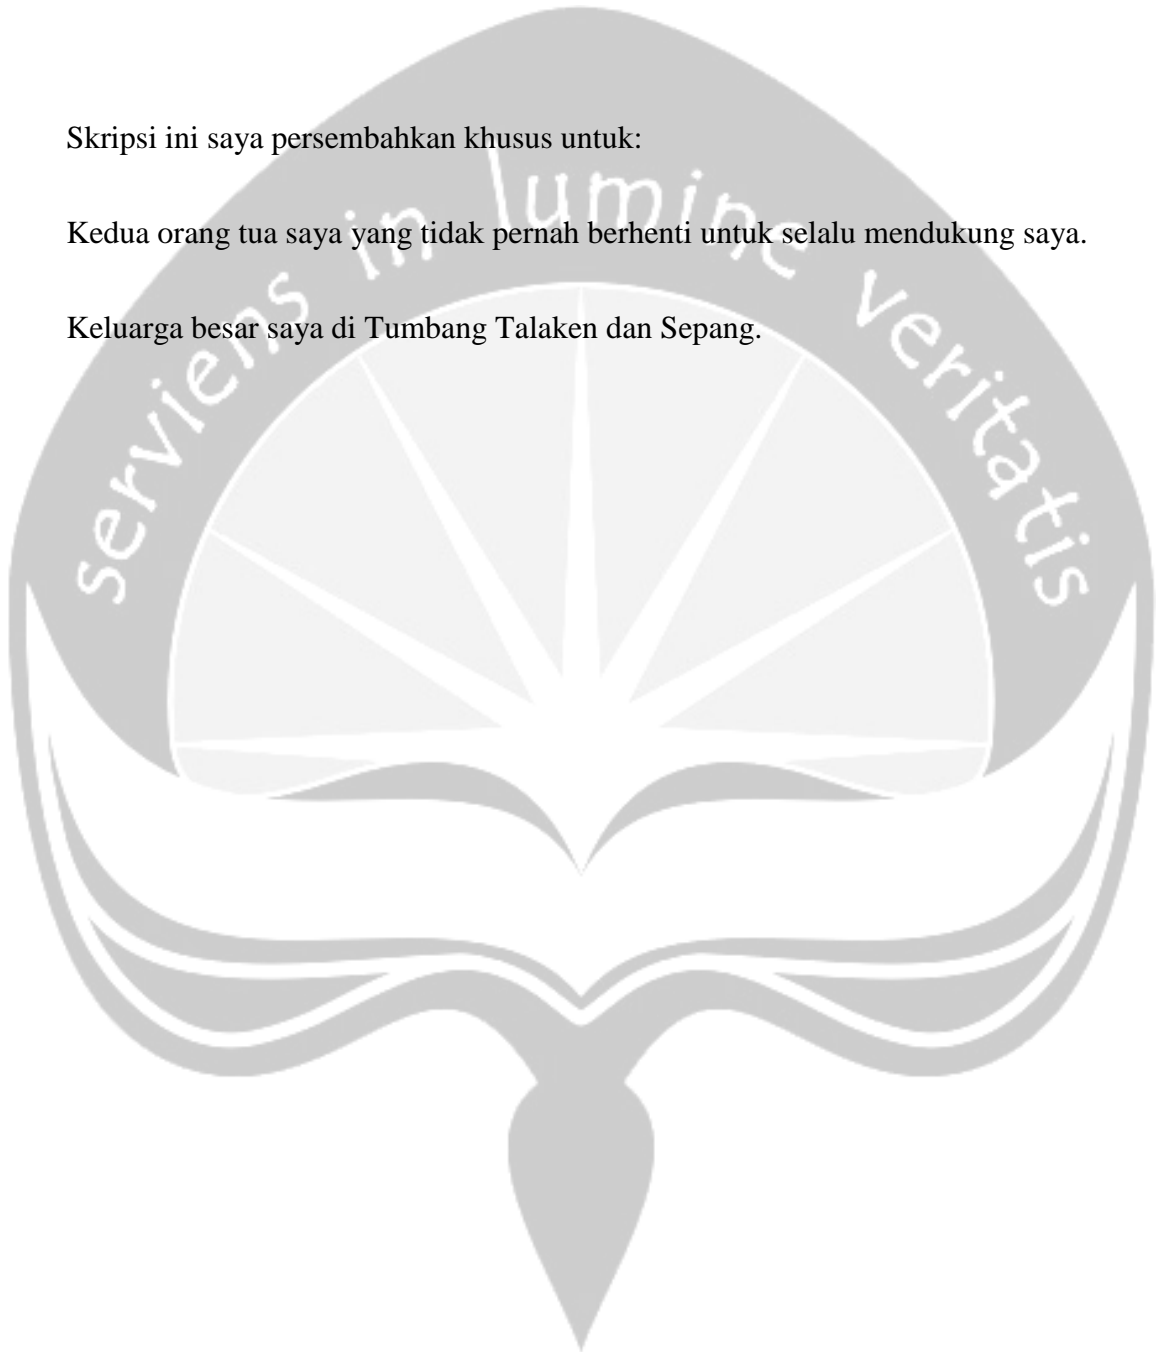 Skripsi ini saya persembahkan khusus untuk:
serviens in lumine veritatis
Kedua orang tua saya yang tidak pernah berhenti untuk selalu mendukung saya.
Keluarga besar saya di Tumbang Talaken dan Sepang.